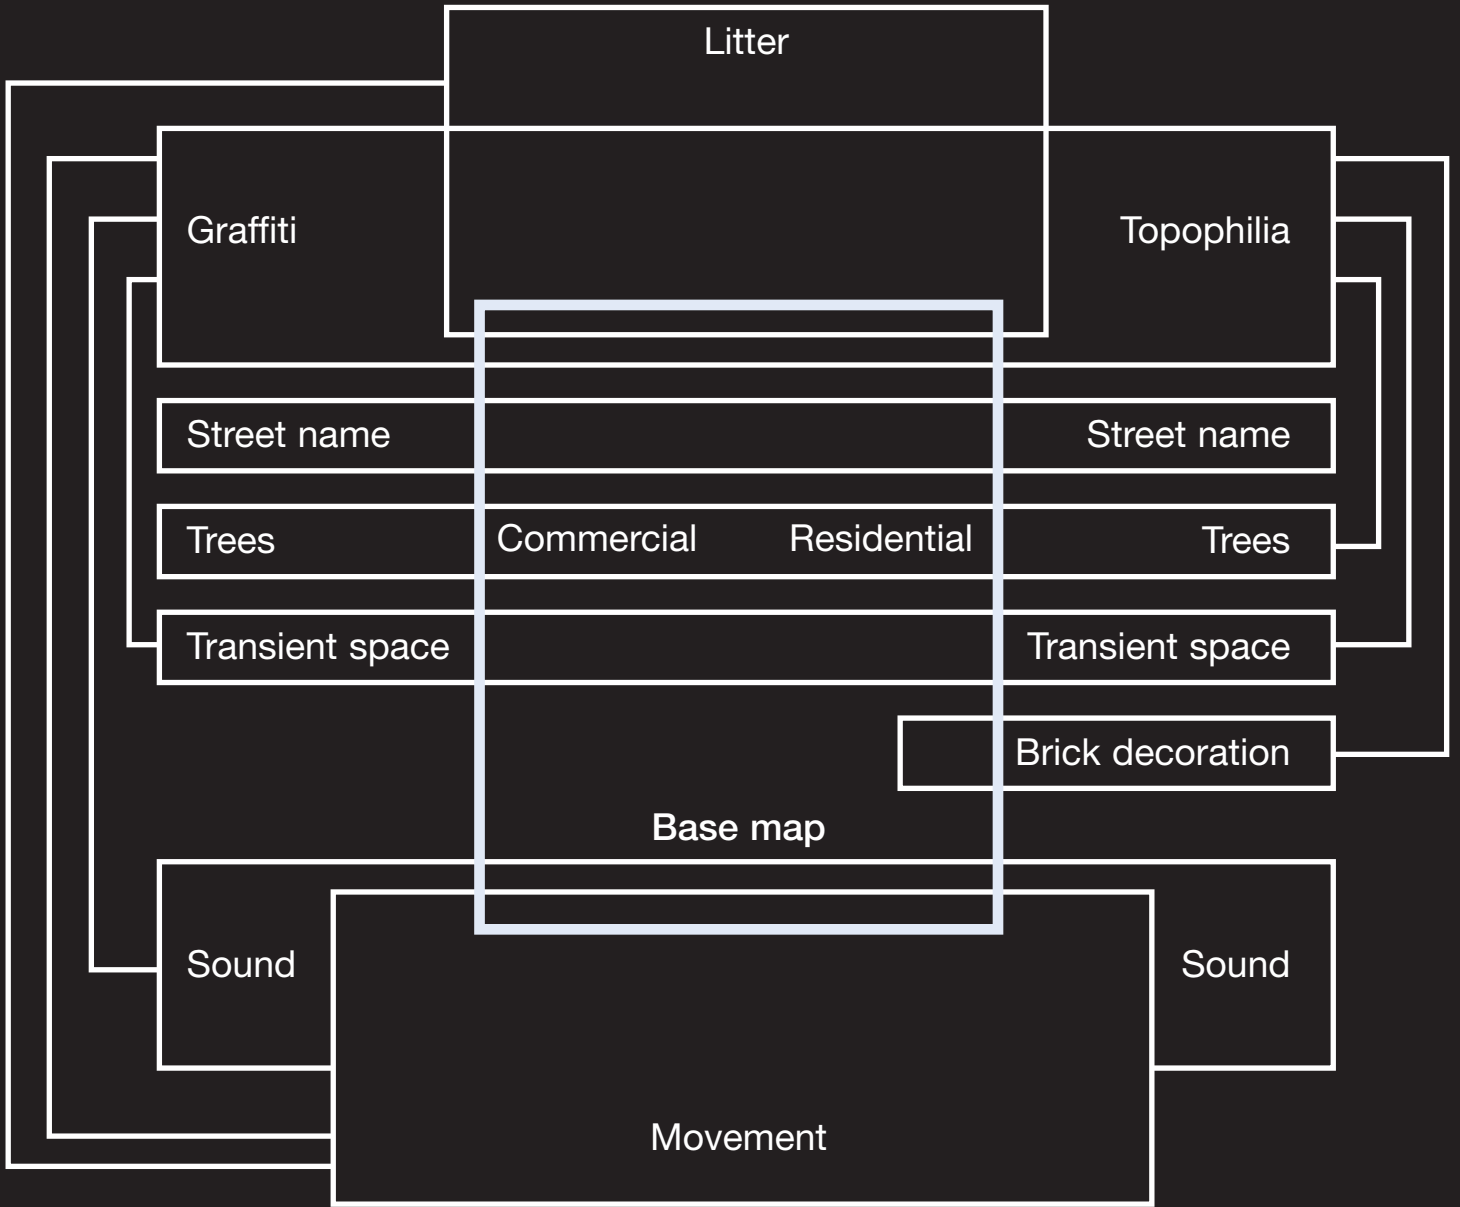 Litter
Graffiti
Topophilia
Street name
Street name
Trees
Commercial
Residential
Trees
Transient space
Transient space
Brick decoration
Base map
Sound
Sound
Movement